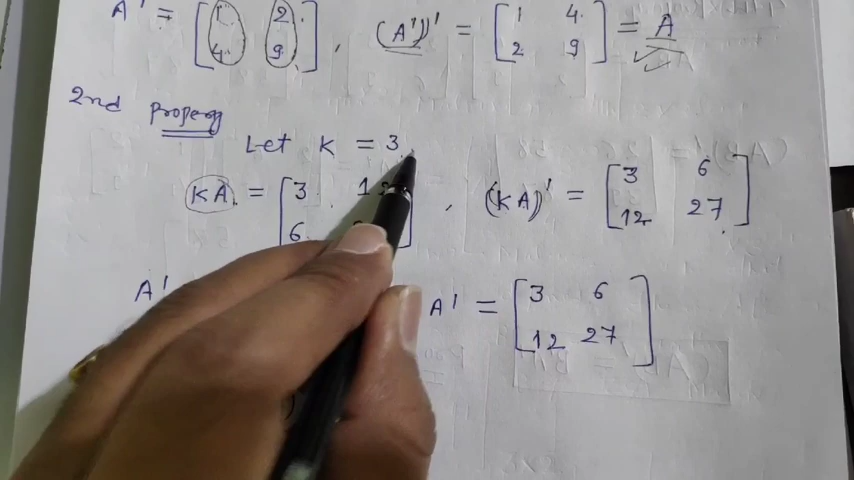 A' = [1 2 4 9], (A')' = [1 4 2 9] = A
2nd property
Let K = 3
KA = [3 12 6, (KA)' = [3 6 12 27]
A' A' = [3 6 12 27]